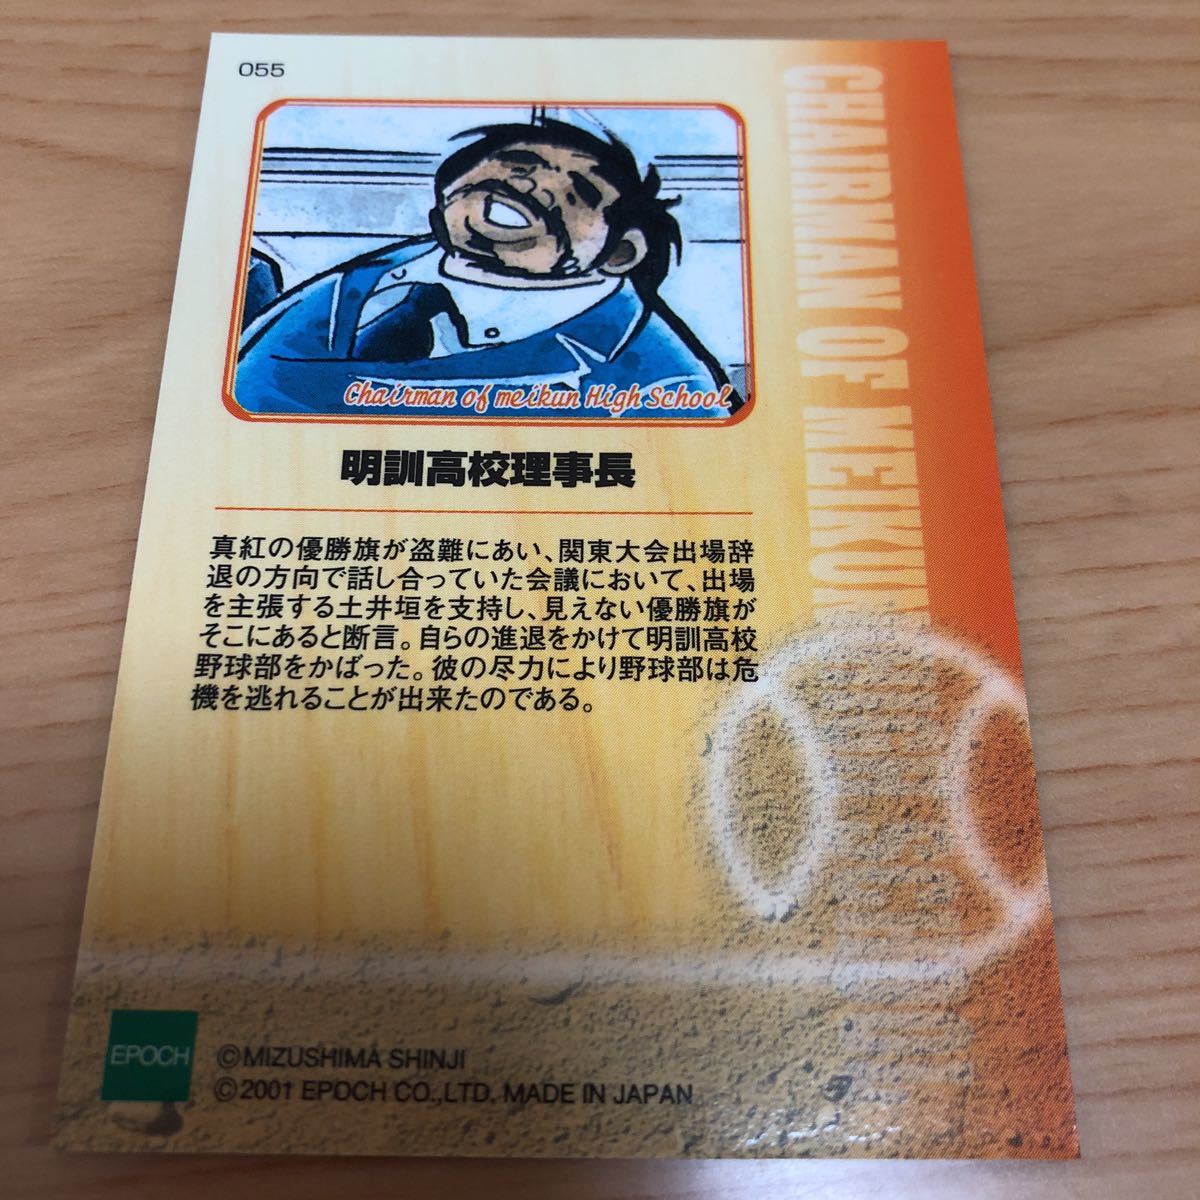 055
Chairman of meikun High School
明訓高校理事長
真紅の優勝旗が盗難にあい、関東大会出場辞
退の方向で話し合っていた会議において、出場
を主張する土井垣を支持し、見えない優勝旗が
そこにあると断言。自らの進退をかけて明訓高校
野球部をかばった。彼の尽力により野球部は危
機を逃れることが出来たのである。
CHAIRMAN OF MEIKUN
EPOCH
©MIZUSHIMA SHINJI
©2001 EPOCH CO.,LTD. MADE IN JAPAN